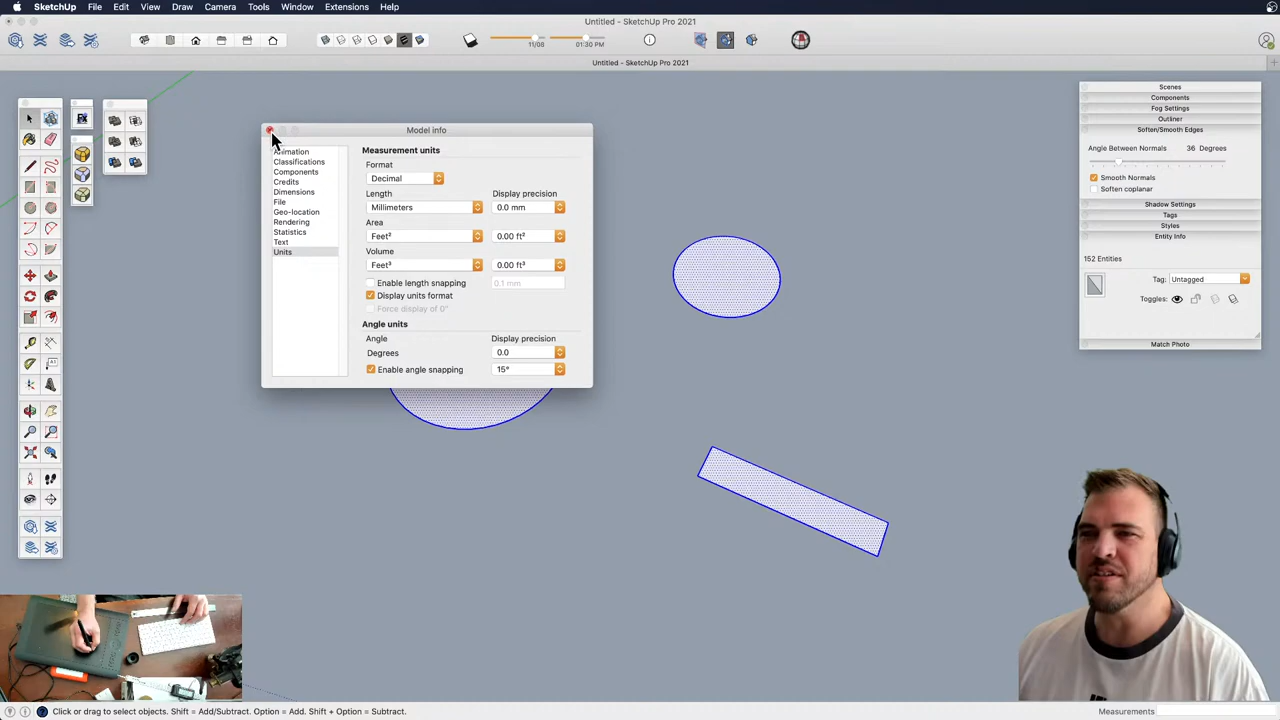 SketchUp File Edit View Draw Camera Tools Window Extensions Help
Untitled - SketchUp Pro 2021
11/08 01:30 PM
Untitled - SketchUp Pro 2021
Model info
Animation
Classifications
Components
Credits
Dimensions
File
Geo-location
Rendering
Statistics
Text
Units
Measurement units
Format
Decimal
Length Display precision
Millimeters 0.0 mm
Area
Feet² 0.00 ft²
Volume
Feet³ 0.00 ft³
Enable length snapping 0.1 mm
Display units format
Force display of 0"
Angle units
Angle Display precision
Degrees 0.0
Enable angle snapping 15°
Scenes
Components
Fog Settings
Outliner
Soften/Smooth Edges
Angle Between Normals 36 Degrees
Smooth Normals
Soften coplanar
Shadow Settings
Tags
Styles
Entity Info
152 Entities
Tag: Untagged
Toggles:
Match Photo
Click or drag to select objects. Shift = Add/Subtract. Option = Add. Shift + Option = Subtract.
Measurements